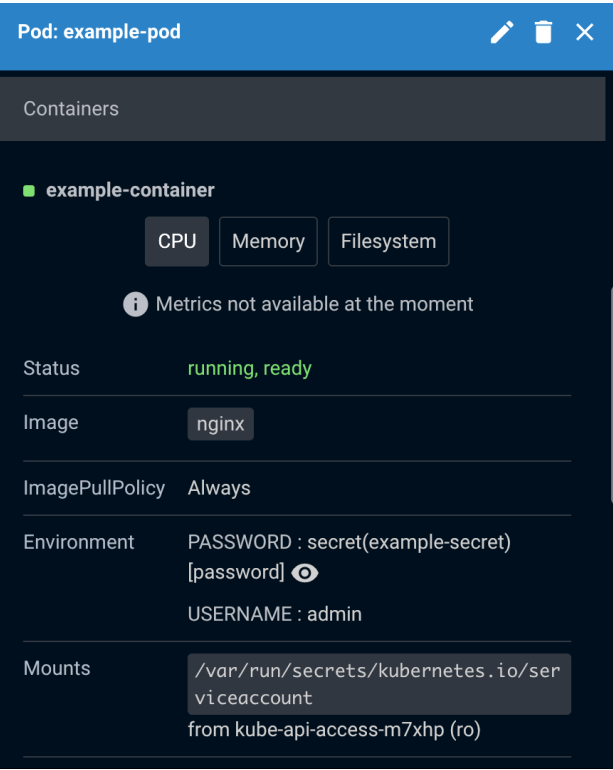 Pod: example-pod
Containers
example-container
CPU Memory Filesystem
Metrics not available at the moment
Status running, ready
Image nginx
ImagePullPolicy Always
Environment PASSWORD : secret(example-secret)
[password]
USERNAME : admin
Mounts /var/run/secrets/kubernetes.io/ser
viceaccount
from kube-api-access-m7xhp (ro)